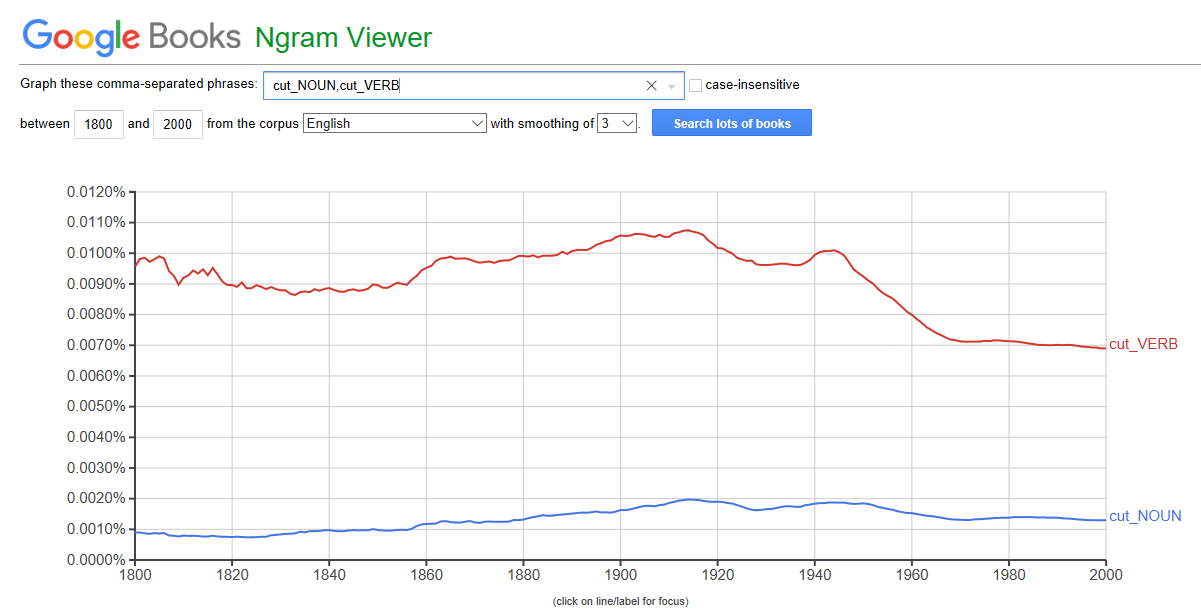 Google Books Ngram Viewer
Graph these comma-separated phrases: cut_NOUN,cut_VERB case-insensitive
between 1800 and 2000 from the corpus English with smoothing of 3 . Search lots of books
0.0120%
0.0110%
0.0100%
0.0090%
0.0080%
0.0070%
cut_VERB
0.0060%
0.0050%
0.0040%
0.0030%
0.0020%
cut_NOUN
0.0010%
0.0000%
1800 1820 1840 1860 1880 1900 1920 1940 1960 1980 2000
(click on line/label for focus)